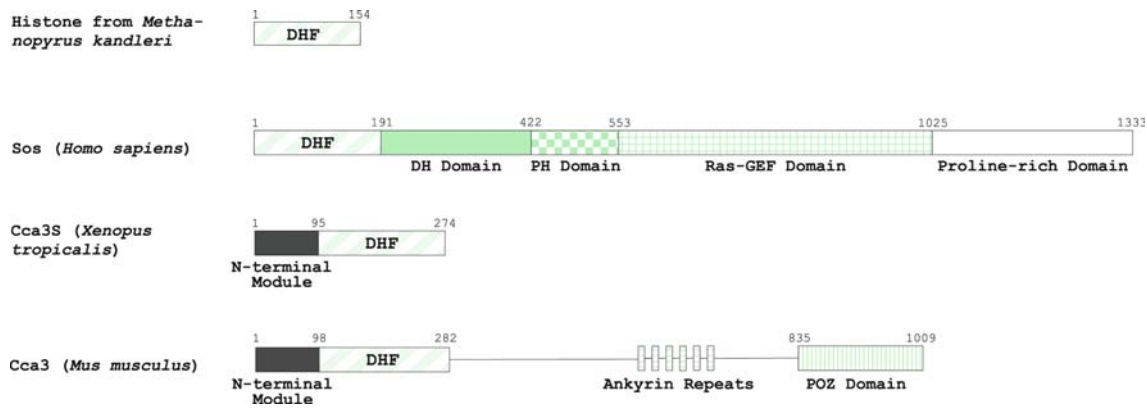 Histone from Metha-
nopyrus kandleri
1 154
DHF
Sos (Homo sapiens)
1 191 422 553 1025 1333
DHF
DH Domain PH Domain Ras-GEF Domain Proline-rich Domain
Cca3S (Xenopus
tropicalis)
1 95 274
DHF
N-terminal
Module
Cca3 (Mus musculus)
1 98 282 835 1009
DHF
N-terminal
Module
Ankyrin Repeats POZ Domain